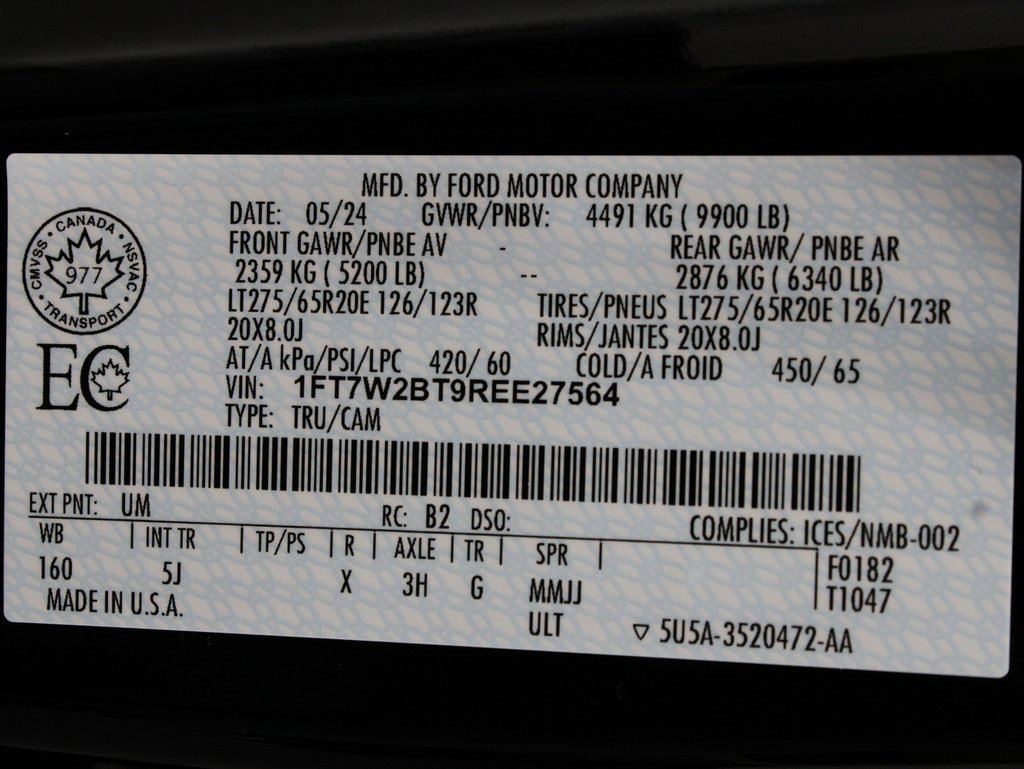 MFD. BY FORD MOTOR COMPANY
DATE: 05/24 GVWR/PNBV: 4491 KG ( 9900 LB)
FRONT GAWR/PNBE AV - REAR GAWR/ PNBE AR
2359 KG ( 5200 LB) -- 2876 KG ( 6340 LB)
LT275/65R20E 126/123R TIRES/PNEUS LT275/65R20E 126/123R
20X8.0J RIMS/JANTES 20X8.0J
AT/A kPa/PSI/LPC 420/ 60 COLD/A FROID 450/ 65
VIN: 1FT7W2BT9REE27564
TYPE: TRU/CAM
CANADA
CMVSS • NSVAC
977
TRANSPORT
EC
EXT PNT: UM RC: B2 DSO: COMPLIES: ICES/NMB-002
WB | INT TR | TP/PS | R | AXLE | TR | SPR |
160 5J X 3H G MMJJ F0182
MADE IN U.S.A. ULT T1047
▽ 5U5A-3520472-AA